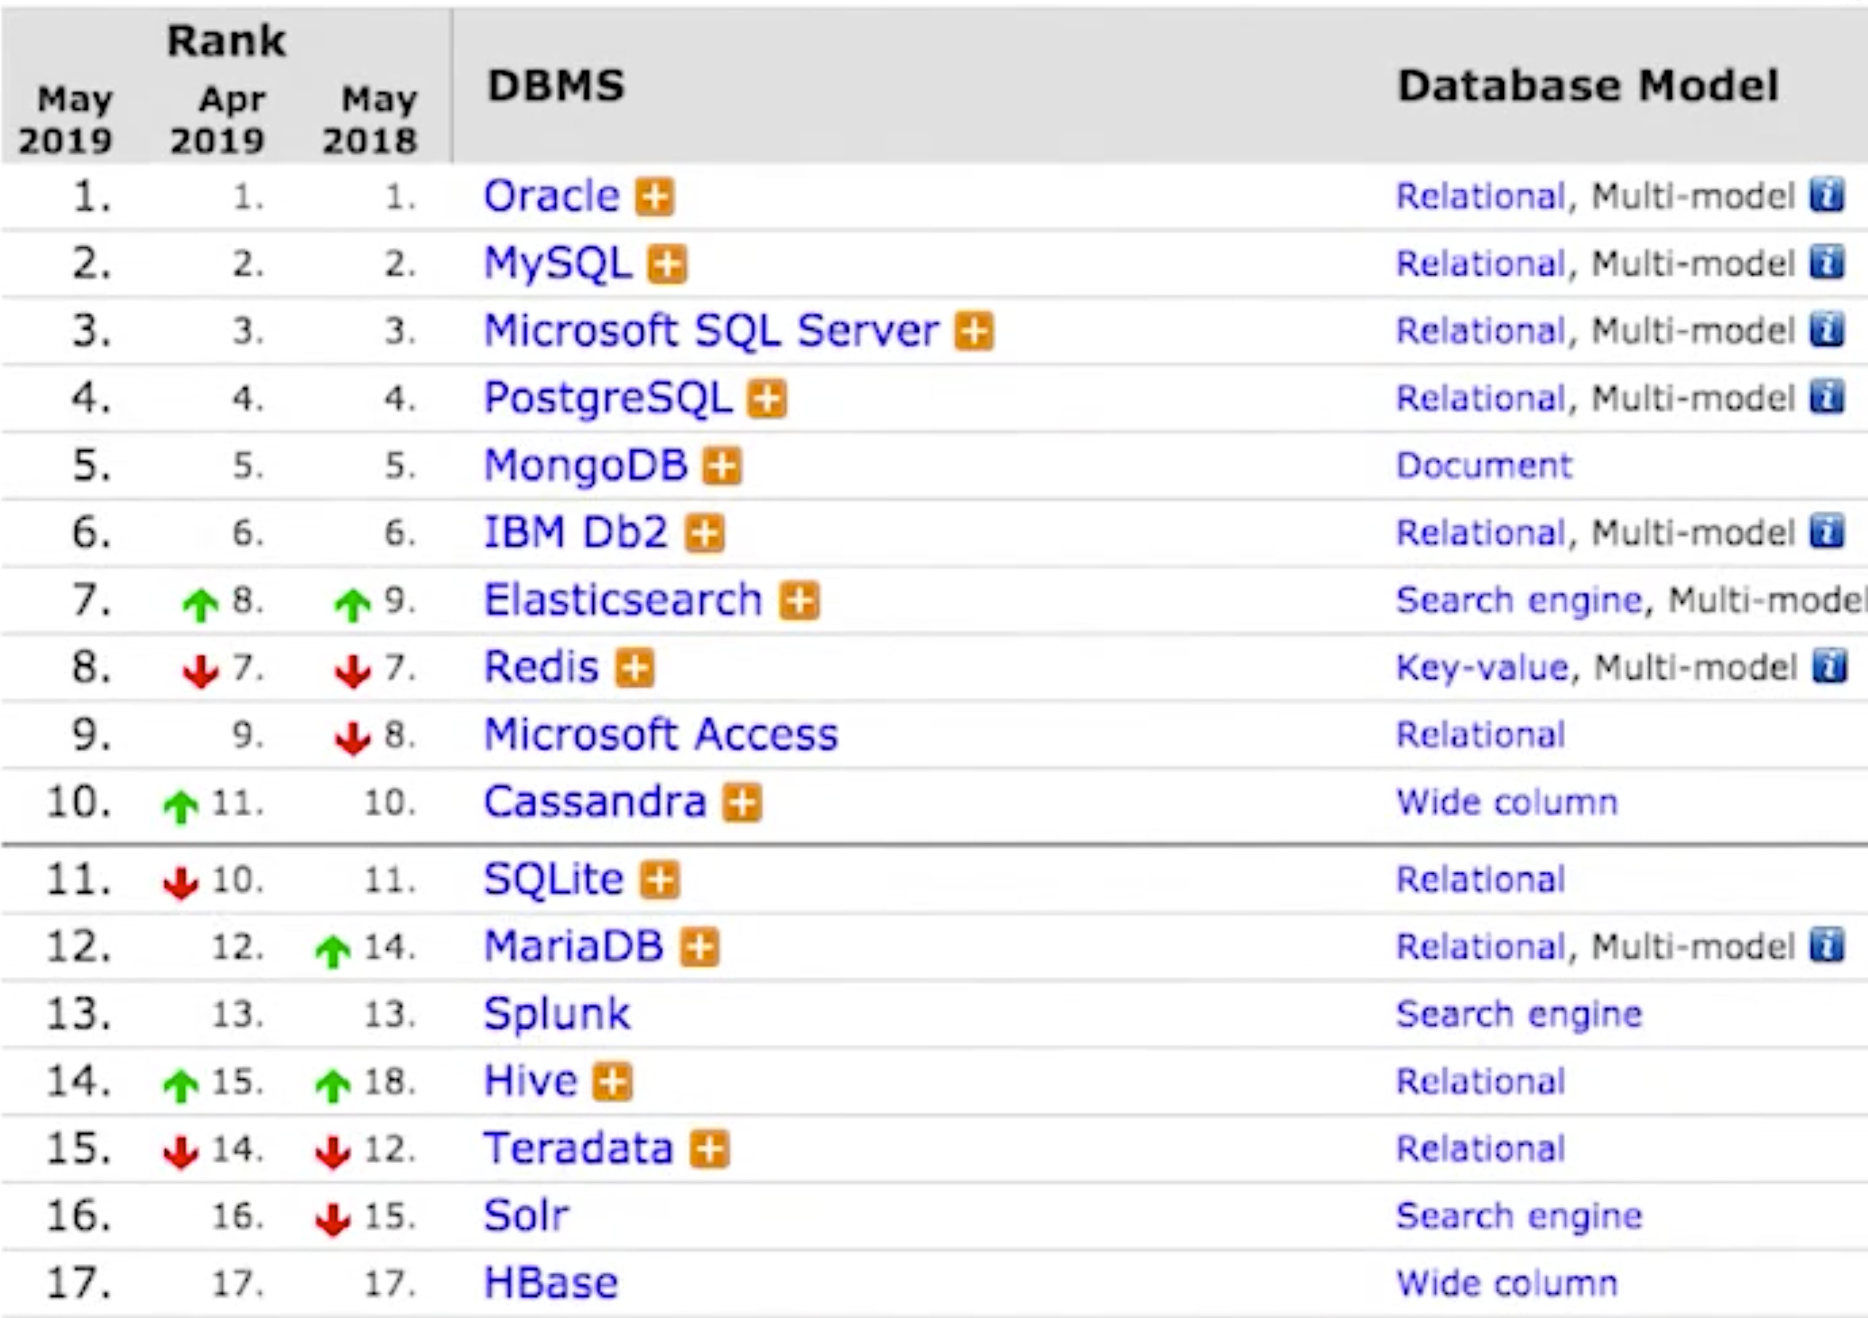 Rank
May 2019 Apr 2019 May 2018 DBMS Database Model
1. 1. 1. Oracle Relational, Multi-model i
2. 2. 2. MySQL Relational, Multi-model i
3. 3. 3. Microsoft SQL Server Relational, Multi-model i
4. 4. 4. PostgreSQL Relational, Multi-model i
5. 5. 5. MongoDB Document
6. 6. 6. IBM Db2 Relational, Multi-model i
7. 8. 9. Elasticsearch Search engine, Multi-model
8. 7. 7. Redis Key-value, Multi-model i
9. 9. 8. Microsoft Access Relational
10. 11. 10. Cassandra Wide column
11. 10. 11. SQLite Relational
12. 12. 14. MariaDB Relational, Multi-model i
13. 13. 13. Splunk Search engine
14. 15. 18. Hive Relational
15. 14. 12. Teradata Relational
16. 16. 15. Solr Search engine
17. 17. 17. HBase Wide column